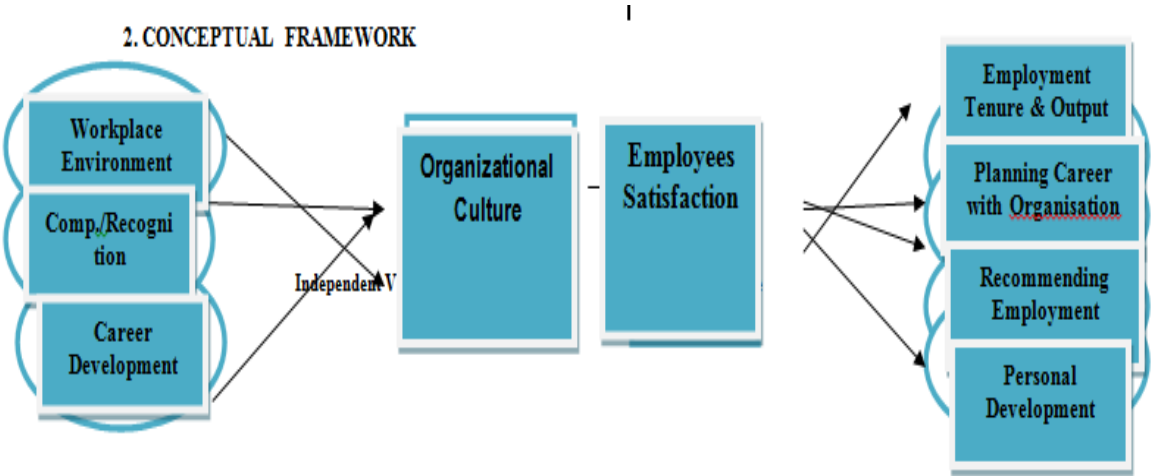 2. CONCEPTUAL FRAMEWORK
Workplace
Environment
Comp./Recogni
tion
Career
Development
Independent V
Organizational
Culture
Employees
Satisfaction
Employment
Tenure & Output
Planning Career
with Organisation
Recommending
Employment
Personal
Development